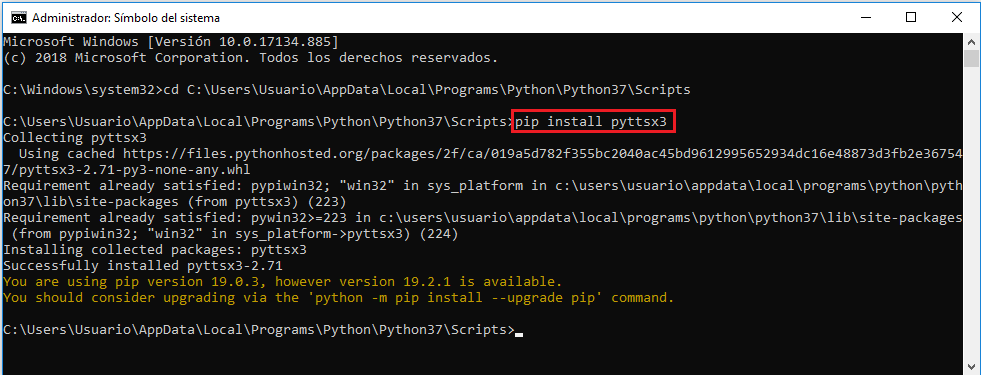 Administrador: Símbolo del sistema
Microsoft Windows [Versión 10.0.17134.885]
(c) 2018 Microsoft Corporation. Todos los derechos reservados.
C:\Windows\system32>cd C:\Users\Usuario\AppData\Local\Programs\Python\Python37\Scripts
C:\Users\Usuario\AppData\Local\Programs\Python\Python37\Scripts>pip install pyttsx3
Collecting pyttsx3
  Using cached https://files.pythonhosted.org/packages/2f/ca/019a5d782f355bc2040ac45bd9612995652934dc16e48873d3fb2e36754
7/pyttsx3-2.71-py3-none-any.whl
Requirement already satisfied: pypiwin32; "win32" in sys_platform in c:\users\usuario\appdata\local\programs\python\pyth
on37\lib\site-packages (from pyttsx3) (223)
Requirement already satisfied: pywin32>=223 in c:\users\usuario\appdata\local\programs\python\python37\lib\site-packages
 (from pypiwin32; "win32" in sys_platform->pyttsx3) (224)
Installing collected packages: pyttsx3
Successfully installed pyttsx3-2.71
You are using pip version 19.0.3, however version 19.2.1 is available.
You should consider upgrading via the 'python -m pip install --upgrade pip' command.
C:\Users\Usuario\AppData\Local\Programs\Python\Python37\Scripts>